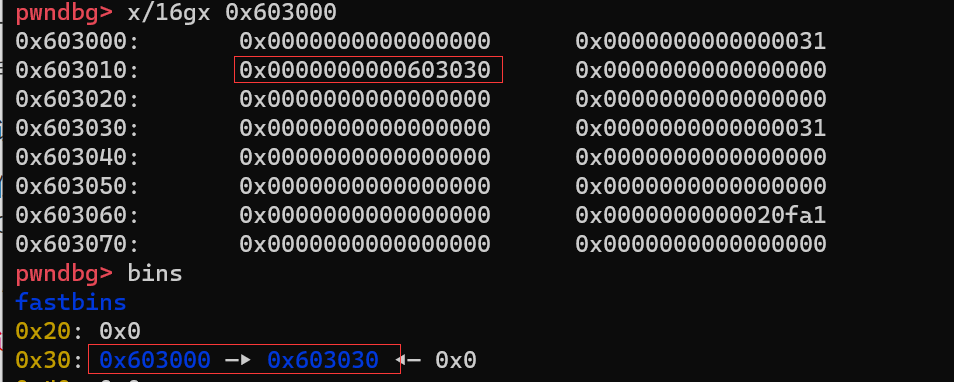 pwndbg> x/16gx 0x603000
0x603000: 0x0000000000000000 0x0000000000000031
0x603010: 0x0000000000603030 0x0000000000000000
0x603020: 0x0000000000000000 0x0000000000000000
0x603030: 0x0000000000000000 0x0000000000000031
0x603040: 0x0000000000000000 0x0000000000000000
0x603050: 0x0000000000000000 0x0000000000000000
0x603060: 0x0000000000000000 0x0000000000020fa1
0x603070: 0x0000000000000000 0x0000000000000000
pwndbg> bins
fastbins
0x20: 0x0
0x30: 0x603000 —▸ 0x603030 ◂— 0x0